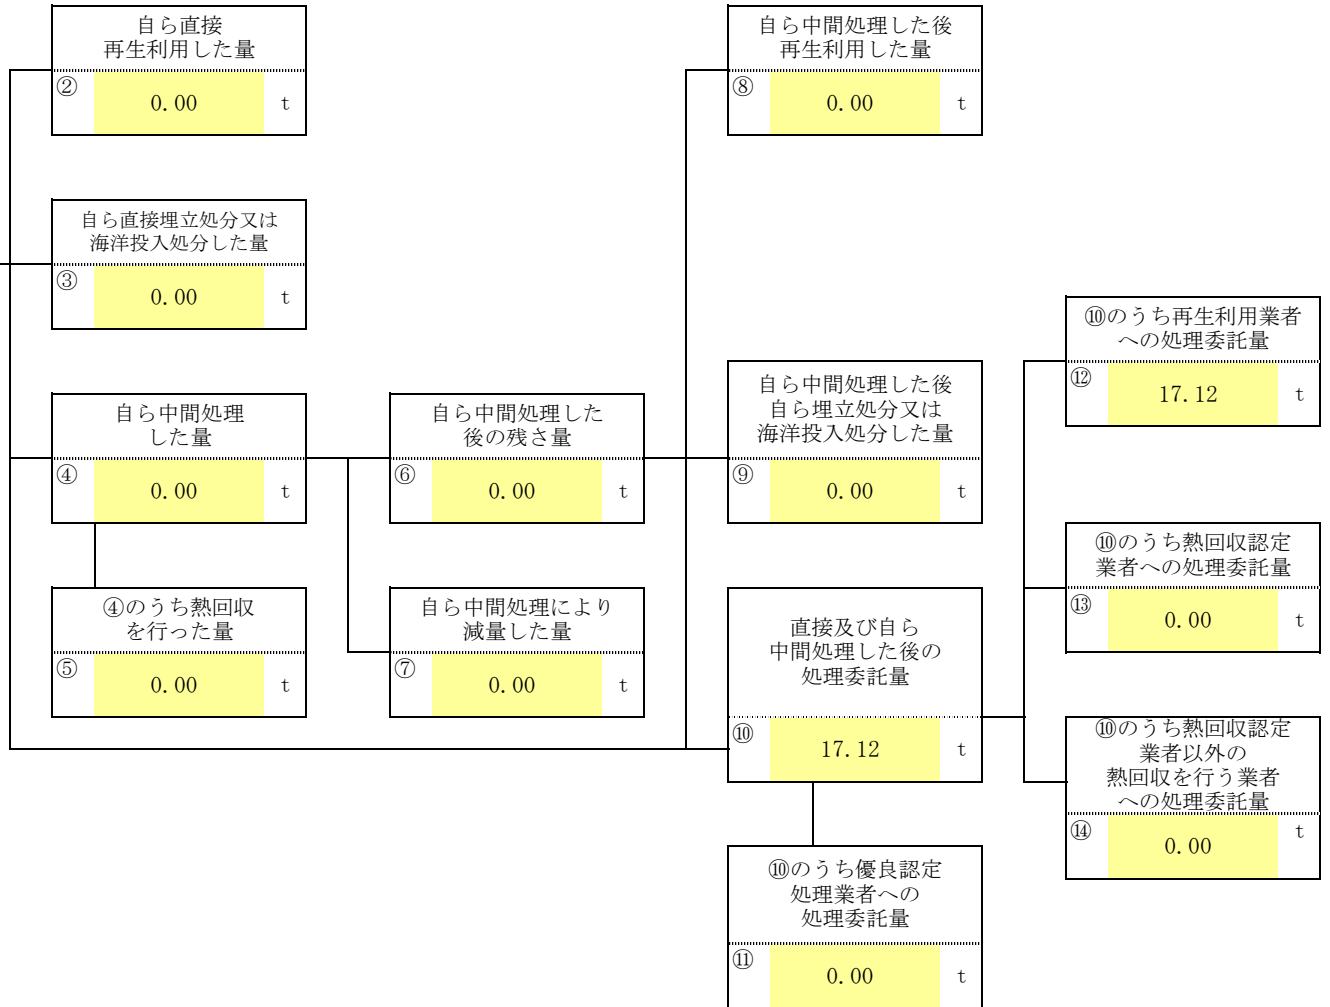 自ら直接
再生利用した量
② 0.00 t
自ら直接埋立処分又は
海洋投入処分した量
③ 0.00 t
自ら中間処理
した量
④ 0.00 t
④のうち熱回収
を行った量
⑤ 0.00 t
自ら中間処理した
後の残さ量
⑥ 0.00 t
自ら中間処理により
減量した量
⑦ 0.00 t
自ら中間処理した後
再生利用した量
⑧ 0.00 t
自ら中間処理した後
自ら埋立処分又は
海洋投入処分した量
⑨ 0.00 t
直接及び自ら
中間処理した後の
処理委託量
⑩ 17.12 t
⑩のうち優良認定
処理業者への
処理委託量
⑪ 0.00 t
⑩のうち再生利用業者
への処理委託量
⑫ 17.12 t
⑩のうち熱回収認定
業者への処理委託量
⑬ 0.00 t
⑩のうち熱回収認定
業者以外の
熱回収を行う業者
への処理委託量
⑭ 0.00 t